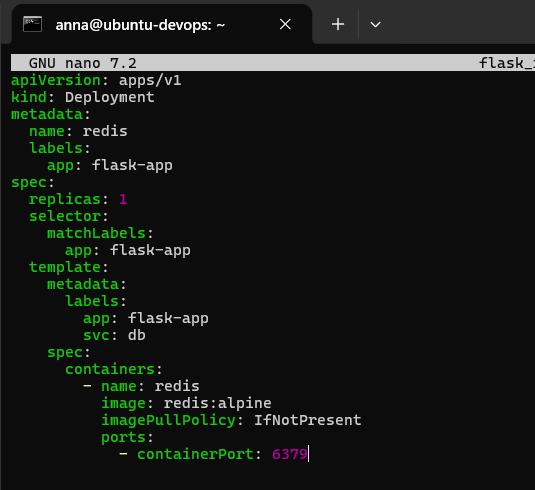 anna@ubuntu-devops: ~
GNU nano 7.2
apiVersion: apps/v1
kind: Deployment
metadata:
  name: redis
  labels:
    app: flask-app
spec:
  replicas: 1
  selector:
    matchLabels:
      app: flask-app
  template:
    metadata:
      labels:
        app: flask-app
        svc: db
    spec:
      containers:
        - name: redis
          image: redis:alpine
          imagePullPolicy: IfNotPresent
          ports:
            - containerPort: 6379